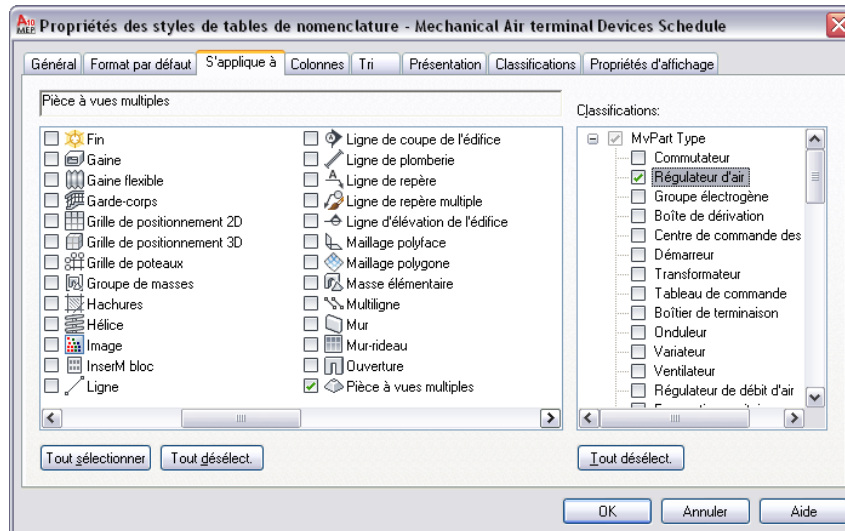 A10 MEP Propriétés des styles de tables de nomenclature - Mechanical Air terminal Devices Schedule
Général Format par défaut S'applique à Colonnes Tri Présentation Classifications Propriétés d'affichage
Pièce à vues multiples
Fin
Gaine
Gaine flexible
Garde-corps
Grille de positionnement 2D
Grille de positionnement 3D
Grille de poteaux
Groupe de masses
Hachures
Hélice
Image
InserM bloc
Ligne
Ligne de coupe de l'édifice
Ligne de plomberie
Ligne de repère
Ligne de repère multiple
Ligne d'élévation de l'édifice
Maillage polyface
Maillage polygone
Masse élémentaire
Multiligne
Mur
Mur-rideau
Ouverture
Pièce à vues multiples
Tout sélectionner Tout désélect.
Classifications:
MvPart Type
Commutateur
Régulateur d'air
Groupe électrogène
Boîte de dérivation
Centre de commande des
Démarreur
Transformateur
Tableau de commande
Boîtier de terminaison
Onduleur
Variateur
Ventilateur
Régulateur de débit d'air
Tout désélect.
OK Annuler Aide